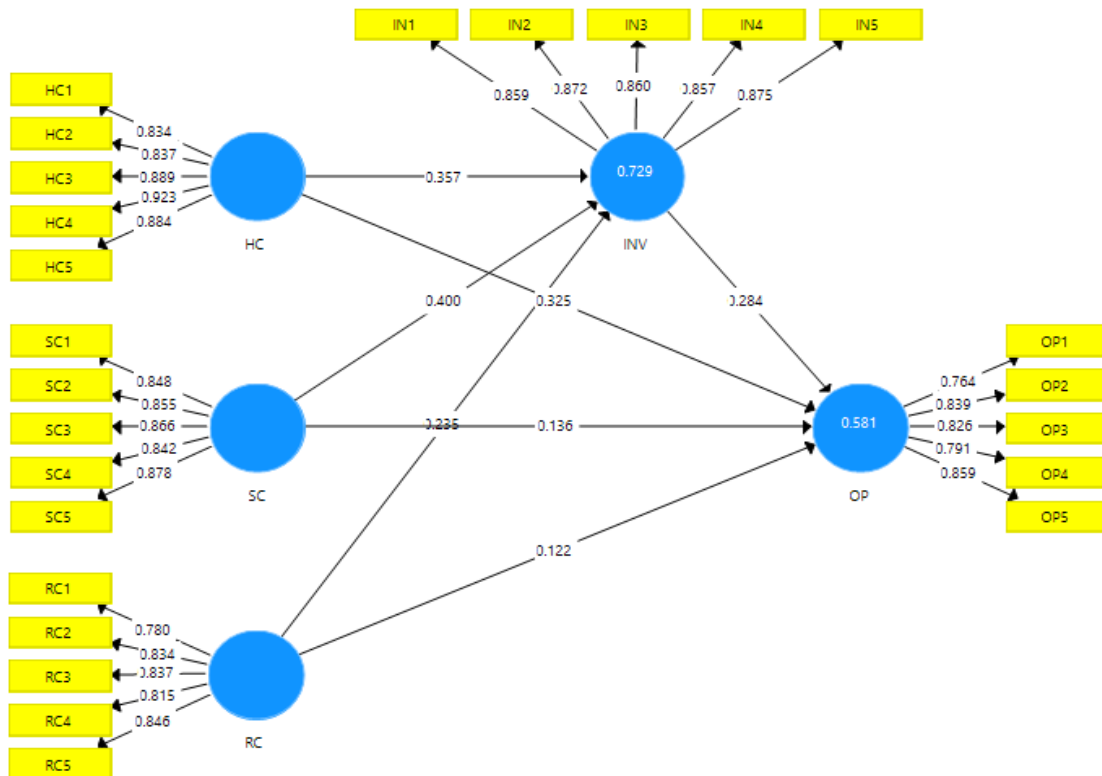 IN1
IN2
IN3
IN4
IN5
0.859
0.872
0.860
0.857
0.875
HC1
HC2
HC3
HC4
HC5
0.834
0.837
0.889
0.923
0.884
HC
0.357
0.729
INV
0.400
0.325
0.284
SC1
SC2
SC3
SC4
SC5
0.848
0.855
0.866
0.842
0.878
SC
0.235
0.136
0.581
OP
OP1
OP2
OP3
OP4
OP5
0.764
0.839
0.826
0.791
0.859
0.122
RC1
RC2
RC3
RC4
RC5
0.780
0.834
0.837
0.815
0.846
RC